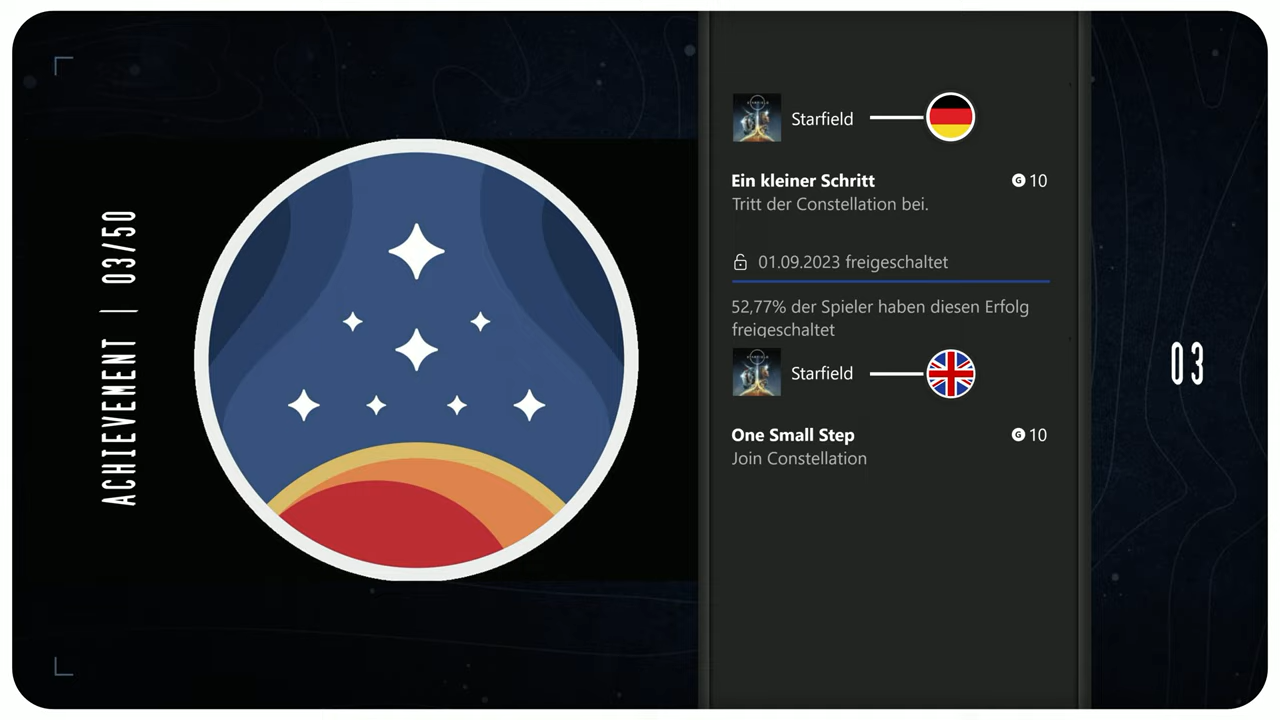 ACHIEVEMENT | 03/50
Starfield
Ein kleiner Schritt
G 10
Tritt der Constellation bei.
01.09.2023 freigeschaltet
52,77% der Spieler haben diesen Erfolg
freigeschaltet
Starfield
One Small Step
G 10
Join Constellation
03